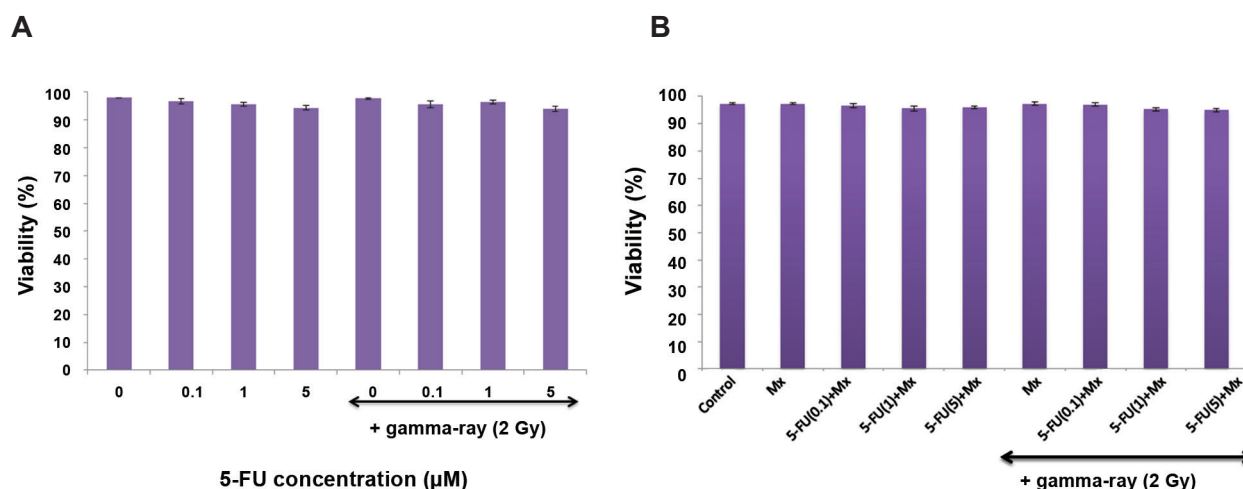 A
B
Viability (%)
100
90
80
70
60
50
40
30
20
10
0
0 0.1 1 5 0 0.1 1 5
+ gamma-ray (2 Gy)
5-FU concentration (µM)
Viability (%)
100
90
80
70
60
50
40
30
20
10
0
Control
Mx
5-FU(0.1)+Mx
5-FU(1)+Mx
5-FU(5)+Mx
Mx
5-FU(0.1)+Mx
5-FU(1)+Mx
5-FU(5)+Mx
+ gamma-ray (2 Gy)